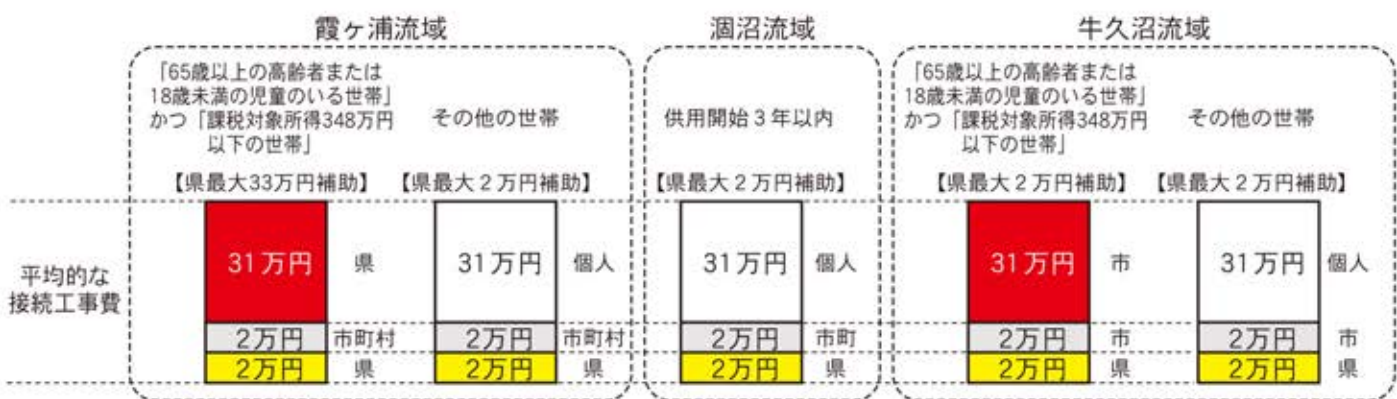 霞ヶ浦流域
「65歳以上の高齢者または
18歳未満の児童のいる世帯」
かつ「課税対象所得348万円
以下の世帯」
その他の世帯
【県最大33万円補助】
【県最大２万円補助】
涸沼流域
供用開始３年以内
【県最大２万円補助】
牛久沼流域
「65歳以上の高齢者または
18歳未満の児童のいる世帯」
かつ「課税対象所得348万円
以下の世帯」
その他の世帯
【県最大２万円補助】
【県最大２万円補助】
平均的な
接続工事費
31万円 県
31万円 個人
31万円 個人
31万円 市
31万円 個人
2万円 市町村
2万円 市町村
2万円 市町
2万円 市
2万円 市
2万円 県
2万円 県
2万円 県
2万円 県
2万円 県